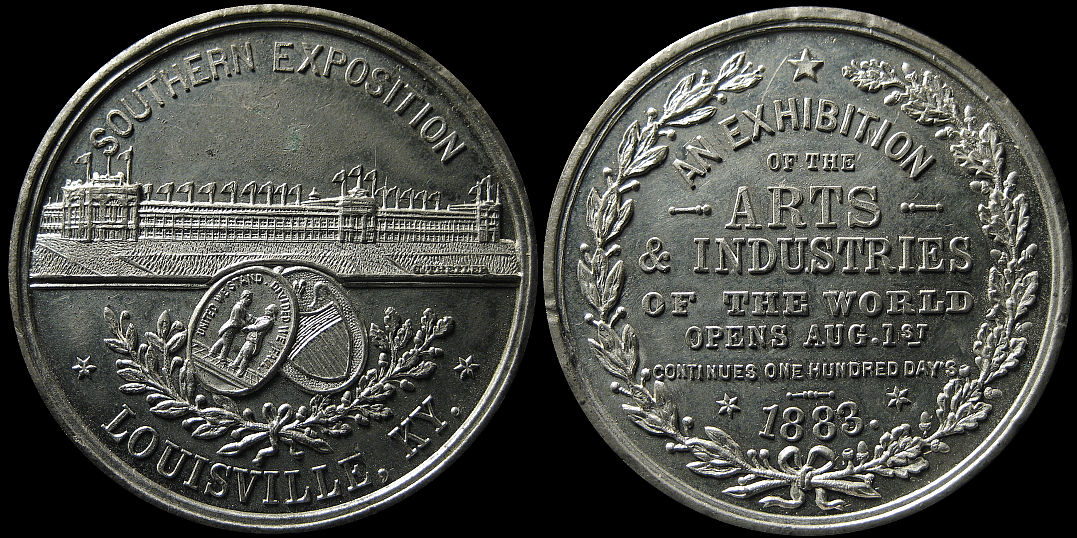 SOUTHERN EXPOSITION
UNITED WE STAND, DIVIDED WE FALL
LOUISVILLE, KY.
AN EXHIBITION
OF THE
ARTS
& INDUSTRIES
OF THE WORLD
OPENS AUG. 1ST
CONTINUES ONE HUNDRED DAY'S.
1883.